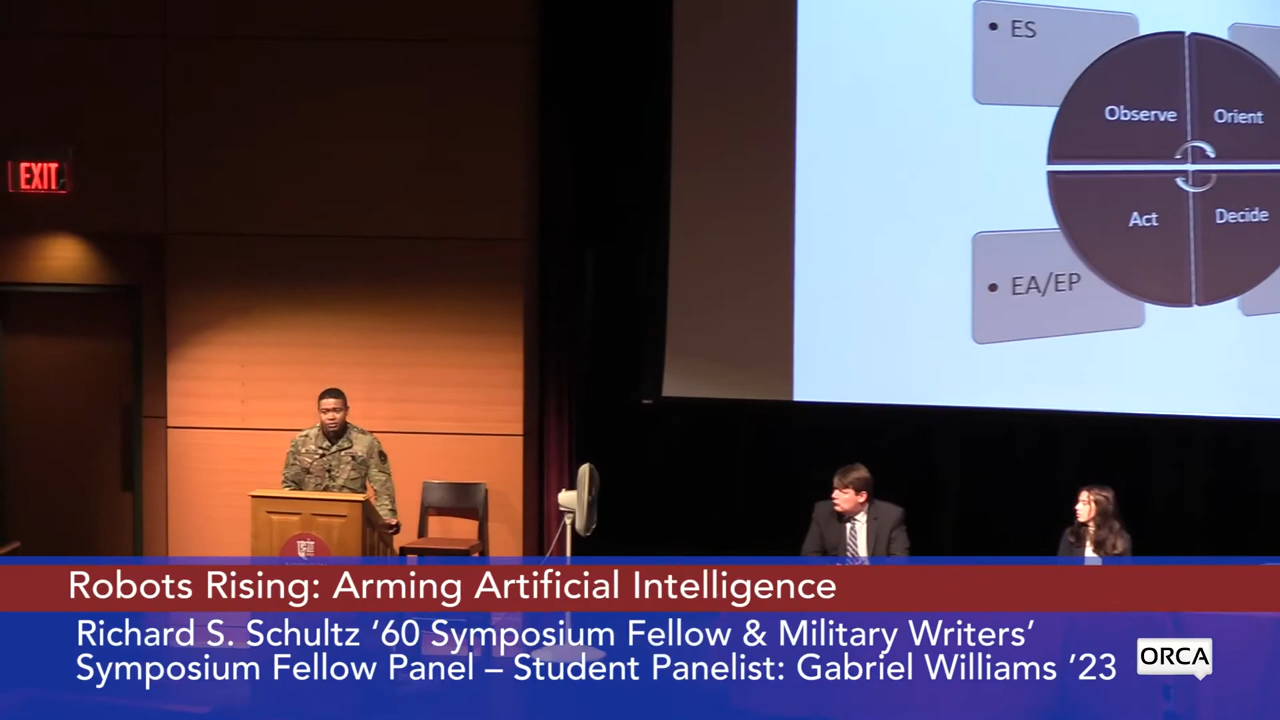 ES
Observe
Orient
EXIT
Act
Decide
EA/EP
Robots Rising: Arming Artificial Intelligence
Richard S. Schultz ’60 Symposium Fellow & Military Writers’
Symposium Fellow Panel – Student Panelist: Gabriel Williams ’23
ORCA